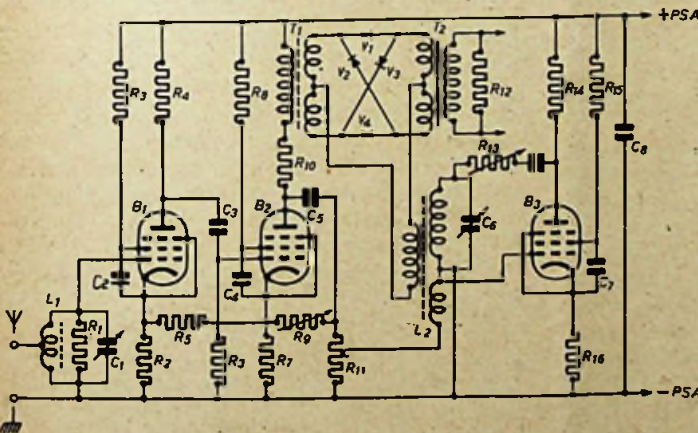 +PSA
T1
T2
R3
R4
R8
V1
V2
V3
V4
R12
R14
R15
C8
R10
R13
B1
B2
B3
C3
C5
C6
C2
C4
C7
L1
L2
R1
C1
R5
R9
R2
R3
R7
R11
R16
-PSA